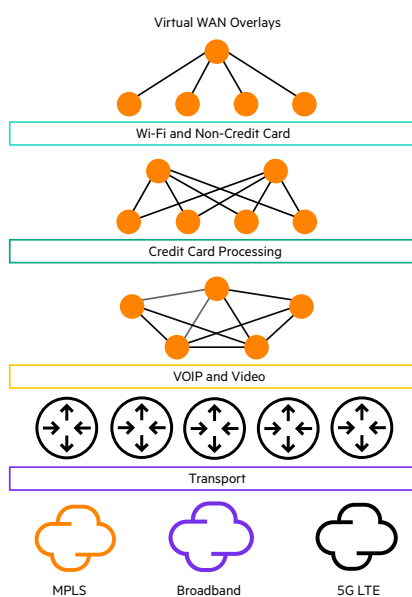 Virtual WAN Overlays
Wi-Fi and Non-Credit Card
Credit Card Processing
VOIP and Video
Transport
MPLS
Broadband
5G LTE